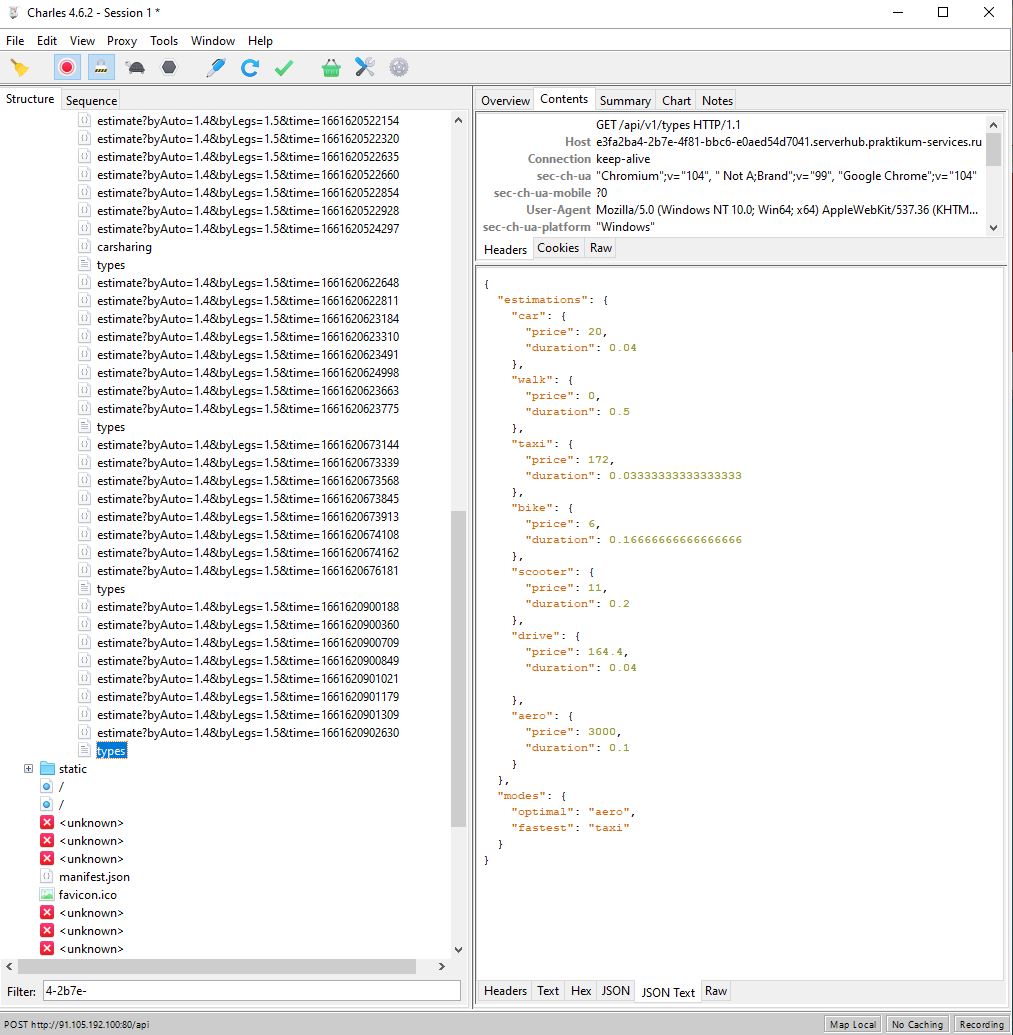 Charles 4.6.2 - Session 1 *
File Edit View Proxy Tools Window Help
Structure Sequence
estimate?byAuto=1.4&byLegs=1.5&time=1661620522154
estimate?byAuto=1.4&byLegs=1.5&time=1661620522320
estimate?byAuto=1.4&byLegs=1.5&time=1661620522635
estimate?byAuto=1.4&byLegs=1.5&time=1661620522660
estimate?byAuto=1.4&byLegs=1.5&time=1661620522854
estimate?byAuto=1.4&byLegs=1.5&time=1661620522928
estimate?byAuto=1.4&byLegs=1.5&time=1661620524297
carsharing
types
estimate?byAuto=1.4&byLegs=1.5&time=1661620622648
estimate?byAuto=1.4&byLegs=1.5&time=1661620622811
estimate?byAuto=1.4&byLegs=1.5&time=1661620623184
estimate?byAuto=1.4&byLegs=1.5&time=1661620623310
estimate?byAuto=1.4&byLegs=1.5&time=1661620623491
estimate?byAuto=1.4&byLegs=1.5&time=1661620624998
estimate?byAuto=1.4&byLegs=1.5&time=1661620623663
estimate?byAuto=1.4&byLegs=1.5&time=1661620623775
types
estimate?byAuto=1.4&byLegs=1.5&time=1661620673144
estimate?byAuto=1.4&byLegs=1.5&time=1661620673339
estimate?byAuto=1.4&byLegs=1.5&time=1661620673568
estimate?byAuto=1.4&byLegs=1.5&time=1661620673845
estimate?byAuto=1.4&byLegs=1.5&time=1661620673913
estimate?byAuto=1.4&byLegs=1.5&time=1661620674108
estimate?byAuto=1.4&byLegs=1.5&time=1661620674162
estimate?byAuto=1.4&byLegs=1.5&time=1661620676181
types
estimate?byAuto=1.4&byLegs=1.5&time=1661620900188
estimate?byAuto=1.4&byLegs=1.5&time=1661620900360
estimate?byAuto=1.4&byLegs=1.5&time=1661620900709
estimate?byAuto=1.4&byLegs=1.5&time=1661620900849
estimate?byAuto=1.4&byLegs=1.5&time=1661620901021
estimate?byAuto=1.4&byLegs=1.5&time=1661620901179
estimate?byAuto=1.4&byLegs=1.5&time=1661620901309
estimate?byAuto=1.4&byLegs=1.5&time=1661620902630
types
static
/
/
<unknown>
<unknown>
<unknown>
manifest.json
favicon.ico
<unknown>
<unknown>
<unknown>
Filter: 4-2b7e-
Overview Contents Summary Chart Notes
GET /api/v1/types HTTP/1.1
Host e3fa2ba4-2b7e-4f81-bbc6-e0aed54d7041.serverhub.praktikum-services.ru
Connection keep-alive
sec-ch-ua "Chromium";v="104", " Not A;Brand";v="99", "Google Chrome";v="104"
sec-ch-ua-mobile ?0
User-Agent Mozilla/5.0 (Windows NT 10.0; Win64; x64) AppleWebKit/537.36 (KHTM...
sec-ch-ua-platform "Windows"
Headers Cookies Raw
{
"estimations": {
"car": {
"price": 20,
"duration": 0.04
},
"walk": {
"price": 0,
"duration": 0.5
},
"taxi": {
"price": 172,
"duration": 0.03333333333333333
},
"bike": {
"price": 6,
"duration": 0.16666666666666666
},
"scooter": {
"price": 11,
"duration": 0.2
},
"drive": {
"price": 164.4,
"duration": 0.04
},
"aero": {
"price": 3000,
"duration": 0.1
}
},
"modes": {
"optimal": "aero",
"fastest": "taxi"
}
}
Headers Text Hex JSON JSON Text Raw
POST http://91.105.192.100:80/api
Map Local No Caching Recording